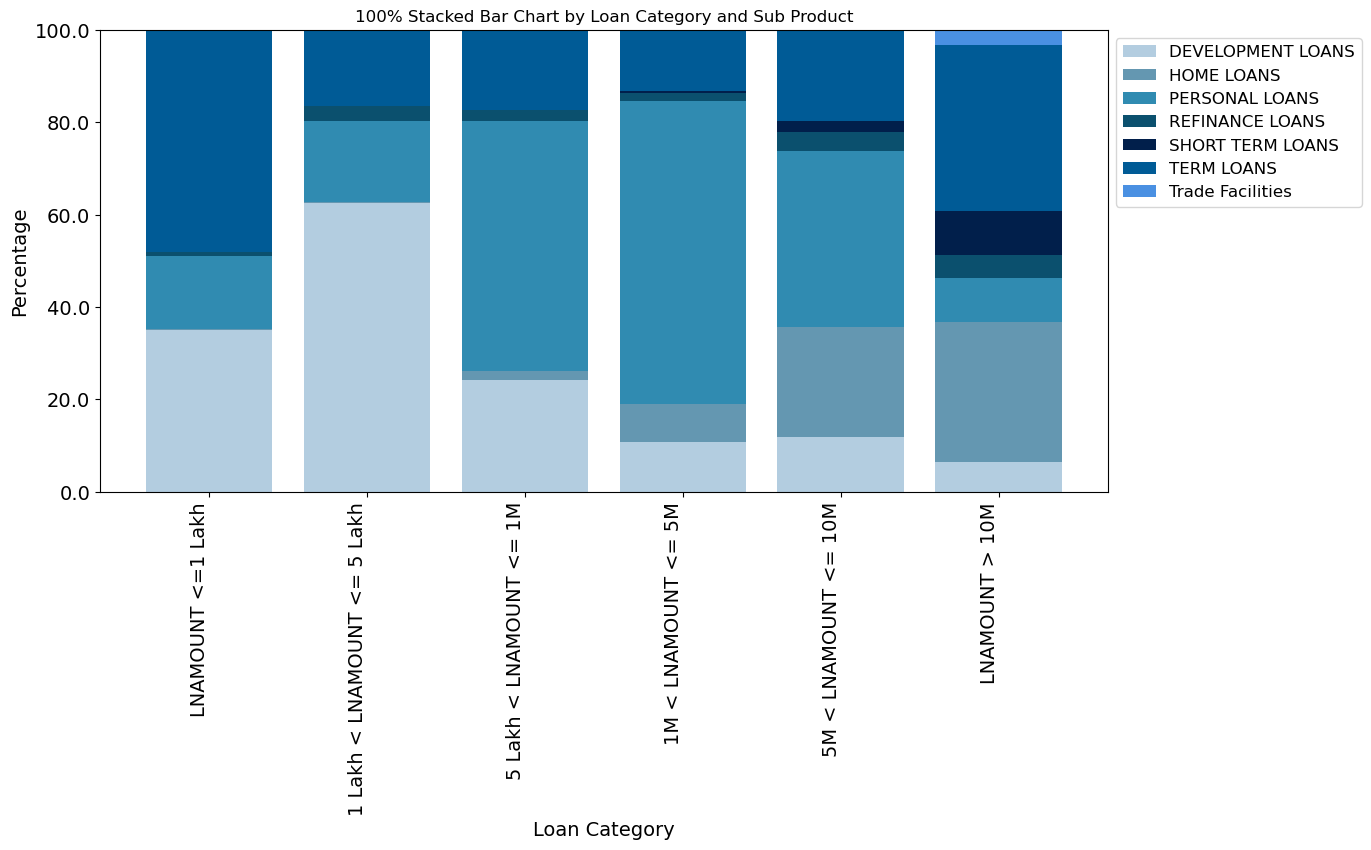 100% Stacked Bar Chart by Loan Category and Sub Product
Percentage
100.0
80.0
60.0
40.0
20.0
0.0
LNAMOUNT <=1 Lakh
1 Lakh < LNAMOUNT <= 5 Lakh
5 Lakh < LNAMOUNT <= 1M
1M < LNAMOUNT <= 5M
5M < LNAMOUNT <= 10M
LNAMOUNT > 10M
Loan Category
DEVELOPMENT LOANS
HOME LOANS
PERSONAL LOANS
REFINANCE LOANS
SHORT TERM LOANS
TERM LOANS
Trade Facilities